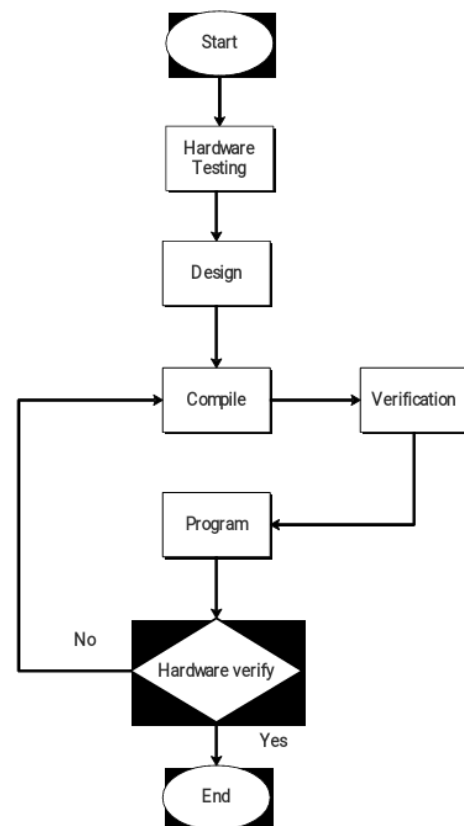 Start
Hardware
Testing
Design
Compile
Verification
Program
No
Hardware verify
Yes
End